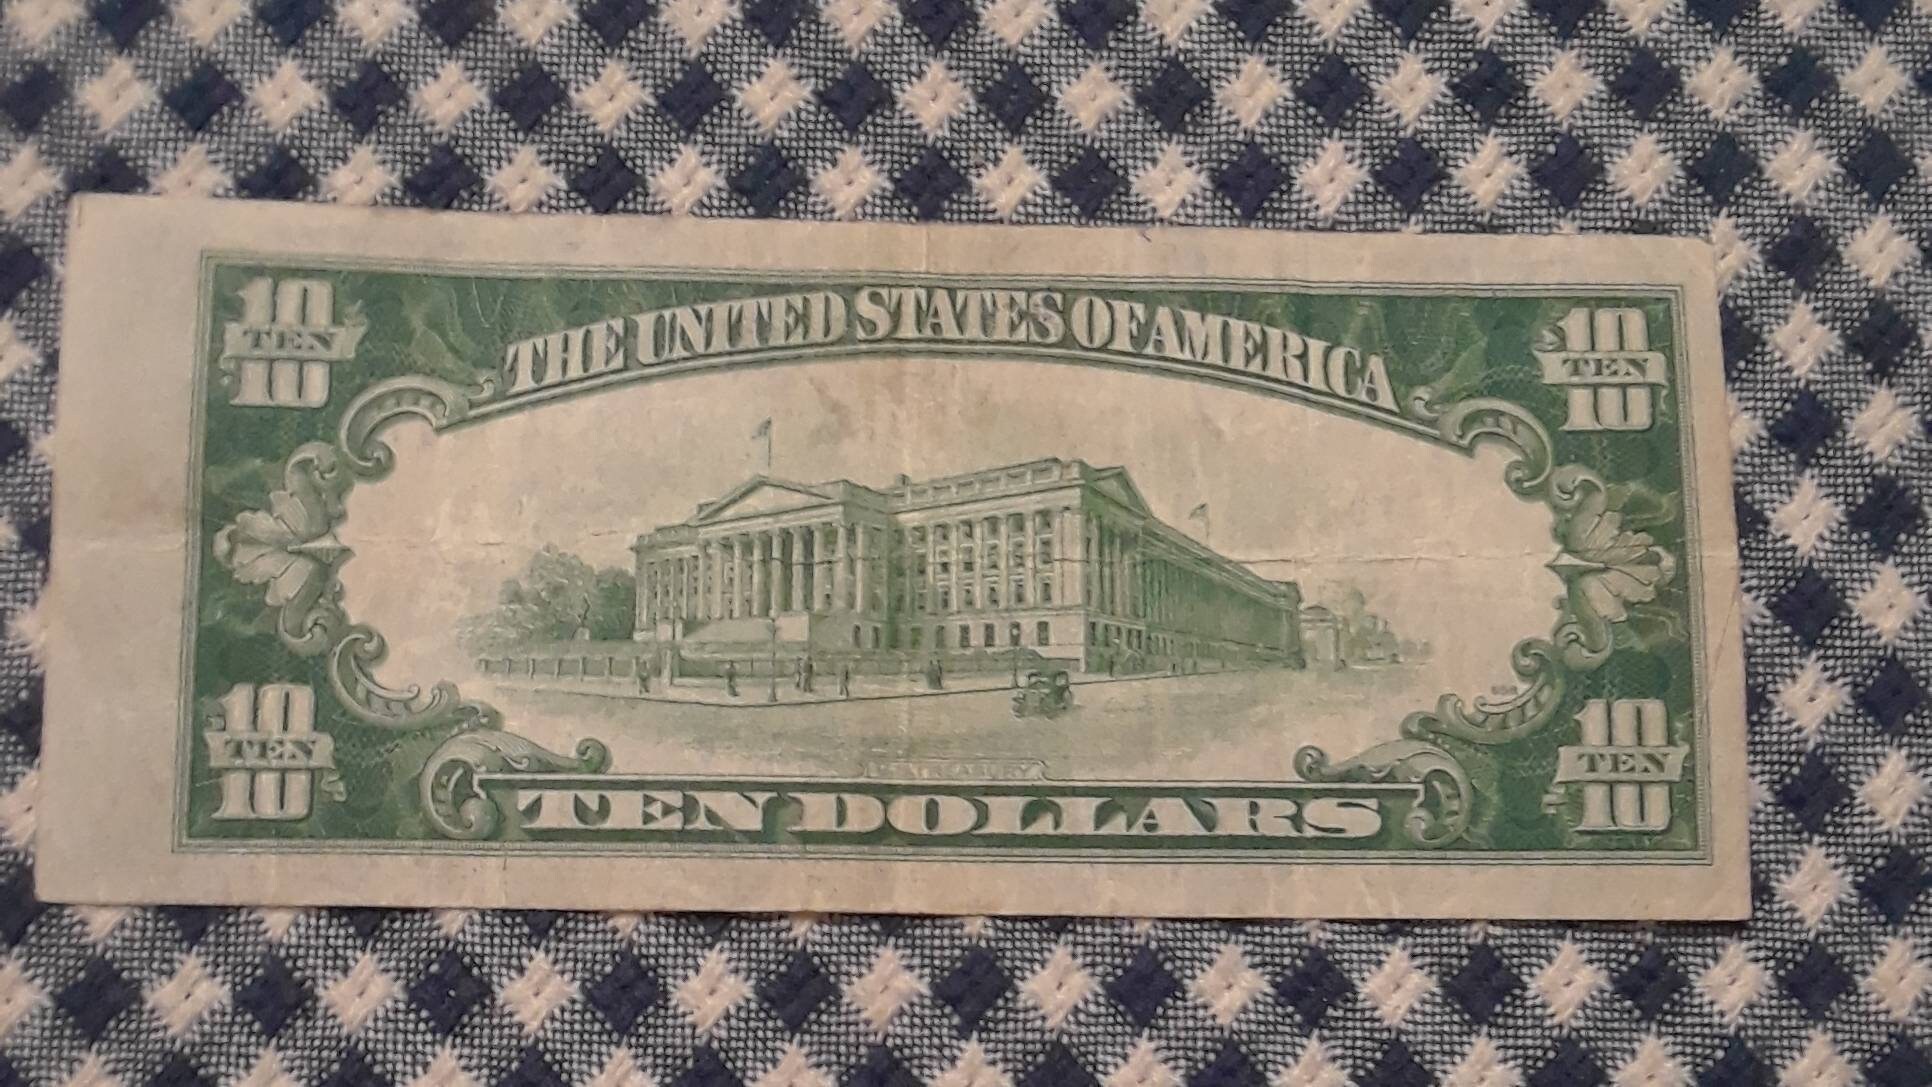 10 TEN 10
THE UNITED STATES OF AMERICA
10 TEN 10
10 TEN 10
U.S. TREASURY
TEN DOLLARS
10 TEN 10